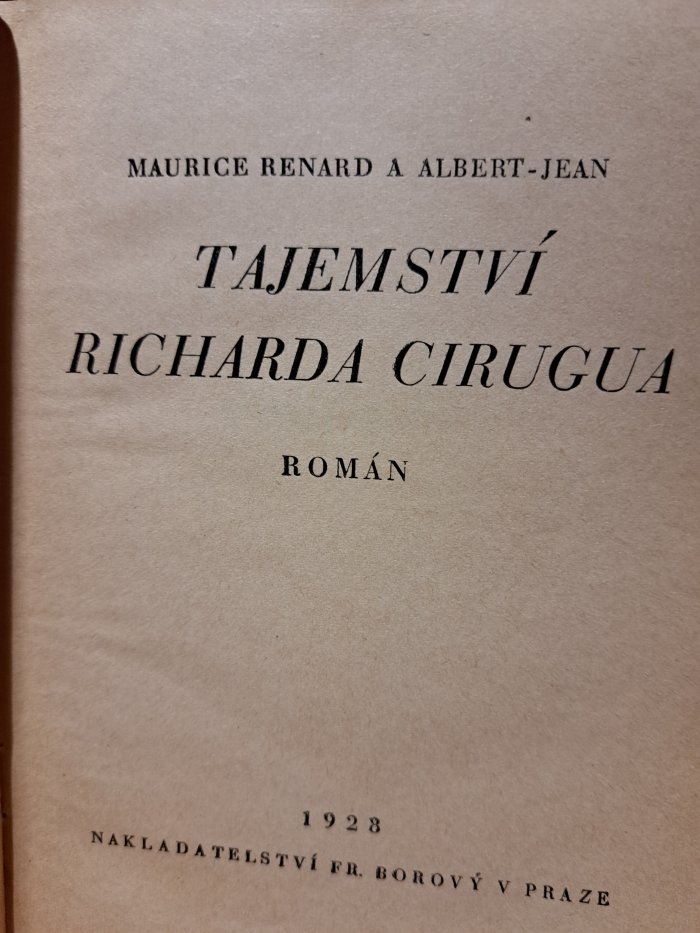 MAURICE RENARD A ALBERT-JEAN
TAJEMSTVÍ
RICHARDA CIRUGUA
ROMÁN
1928
NAKLADATELSTVÍ FR. BOROVÝ V PRAZE